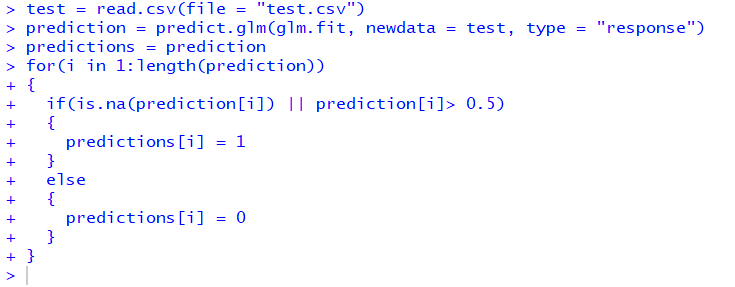 > test = read.csv(file = "test.csv")
> prediction = predict.glm(glm.fit, newdata = test, type = "response")
> predictions = prediction
> for(i in 1:length(prediction))
+ {
+   if(is.na(prediction[i]) || prediction[i]> 0.5)
+   {
+     predictions[i] = 1
+   }
+   else
+   {
+     predictions[i] = 0
+   }
+ }
>